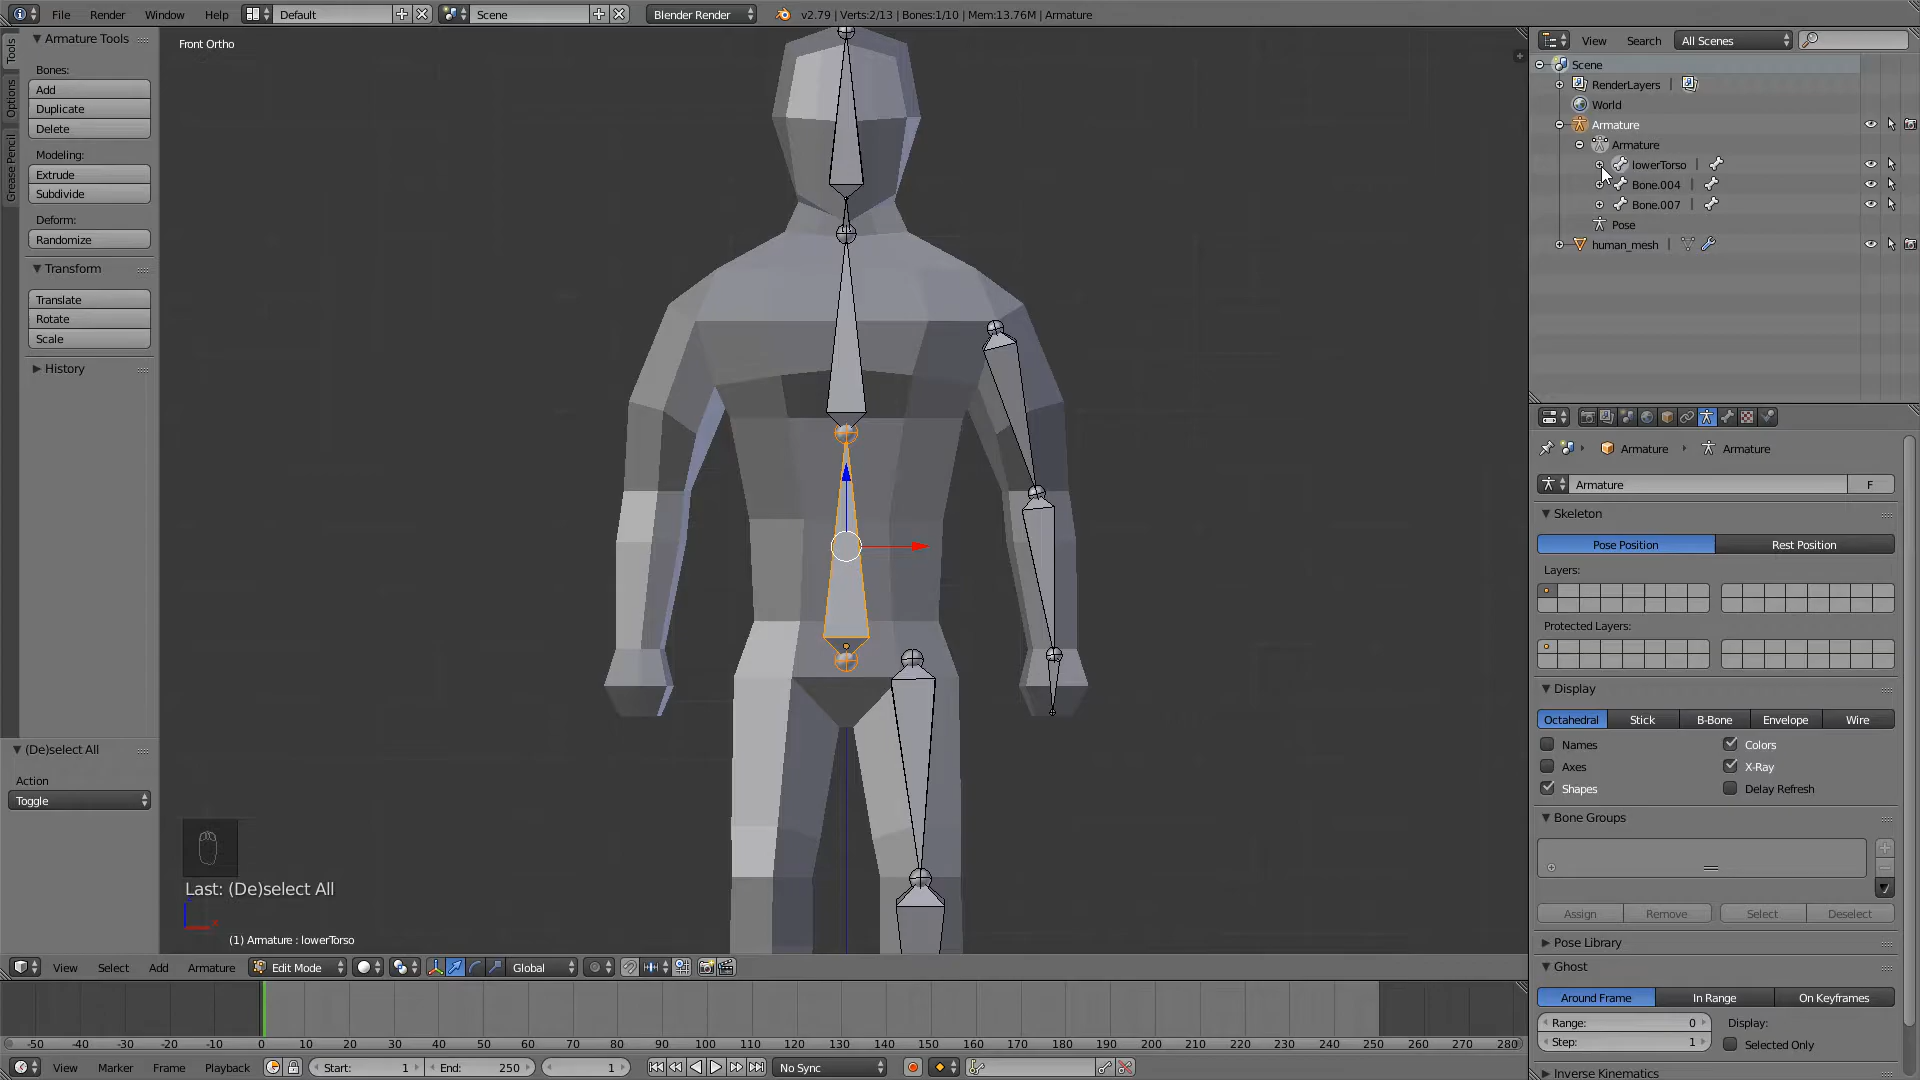 File Render Window Help Default Scene Blender Render v2.79 | Verts:2/13 | Bones:1/10 | Mem:13.76M | Armature
Tools
Options
Grease Pencil
Armature Tools
Bones:
Add
Duplicate
Delete
Modeling:
Extrude
Subdivide
Deform:
Randomize
Transform
Translate
Rotate
Scale
History
(De)select All
Action
Toggle
Front Ortho
Last: (De)select All
(1) Armature : lowerTorso
View Select Add Armature Edit Mode Global
-50 -40 -30 -20 -10 0 10 20 30 40 50 60 70 80 90 100 110 120 130 140 150 160 170 180 190 200 210 220 230 240 250 260 270 280
View Marker Frame Playback Start: 1 End: 250 1 No Sync
View Search All Scenes
Scene
RenderLayers
World
Armature
Armature
lowerTorso
Bone.004
Bone.007
Pose
human_mesh
Armature Armature
Armature F
Skeleton
Pose Position Rest Position
Layers:
Protected Layers:
Display
Octahedral Stick B-Bone Envelope Wire
Names Colors
Axes X-Ray
Shapes Delay Refresh
Bone Groups
Assign Remove Select Deselect
Pose Library
Ghost
Around Frame In Range On Keyframes
Range: 0 Display:
Step: 1 Selected Only
Inverse Kinematics